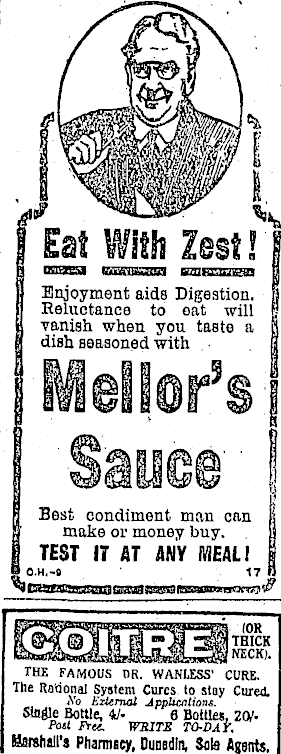 Eat With Zest!
Enjoyment aids Digestion.
Reluctance to eat will
vanish when you taste a
dish seasoned with
Mellor's
Sauce
Best condiment man can
make or money buy.
TEST IT AT ANY MEAL!
C.H.-9 17
GOITRE (OR
THICK
NECK).
THE FAMOUS DR. WANLESS' CURE.
The Rational System Cures to stay Cured.
No External Applications.
Single Bottle, 4/- 6 Bottles, 20/-
Post Free. WRITE TO-DAY.
Marshall's Pharmacy, Dunedin, Sole Agents.